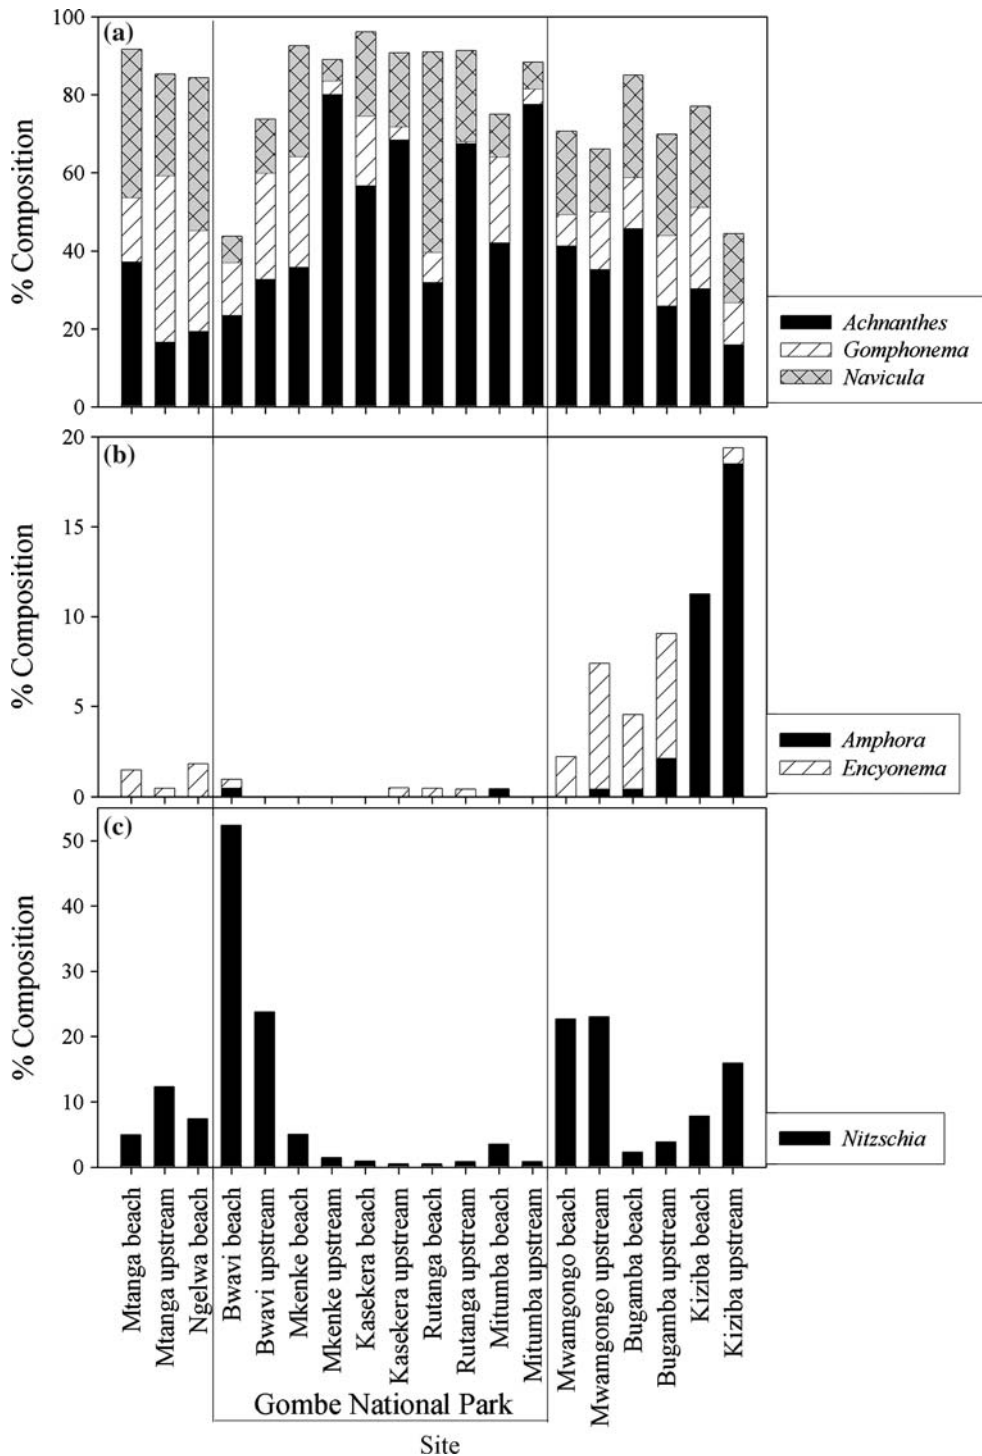 (a)
100
80
60
40
20
0
% Composition
Achnanthes
Gomphonema
Navicula
(b)
20
15
10
5
0
% Composition
Amphora
Encyonema
(c)
50
40
30
20
10
0
% Composition
Nitzschia
Mtanga beach
Mtanga upstream
Ngelwa beach
Bwavi beach
Bwavi upstream
Mkenke beach
Mkenke upstream
Kasekera beach
Kasekera upstream
Rutanga beach
Rutanga upstream
Mitumba beach
Mitumba upstream
Mwamgongo beach
Mwamgongo upstream
Bugamba beach
Bugamba upstream
Kiziba beach
Kiziba upstream
Gombe National Park
Site